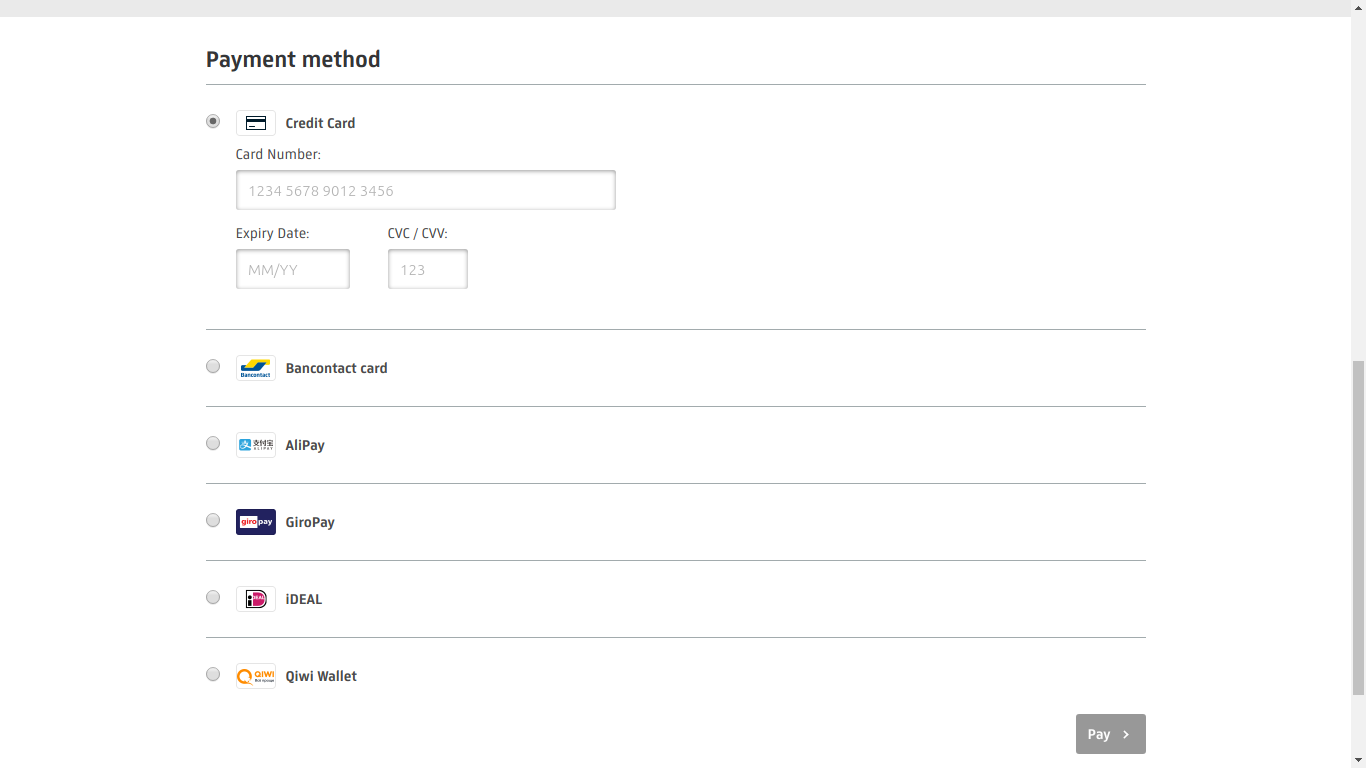 Payment method
Credit Card
Card Number:
1234 5678 9012 3456
Expiry Date: CVC / CVV:
MM/YY 123
Bancontact Bancontact card
支付宝
ALIPAY AliPay
giropay GiroPay
iDEAL iDEAL
QIWI Qiwi Wallet
Pay